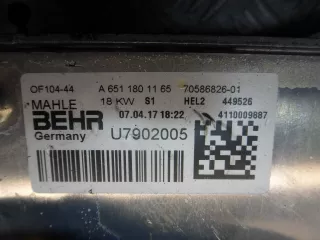 OF104-44 A 651 180 11 65 70586826-01
MAHLE 18 KW S1 HEL2 449526
BEHR 07.04.17 18:22 4110009887
Germany U7902005